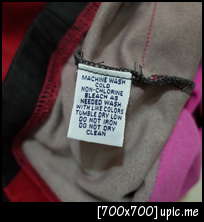 MACHINE WASH
COLD
NON-CHLORINE
BLEACH AS
NEEDED WASH
WITH LIKE COLORS
TUMBLE DRY LOW
DO NOT IRON
DO NOT DRY
CLEAN
[700x700] upic.me